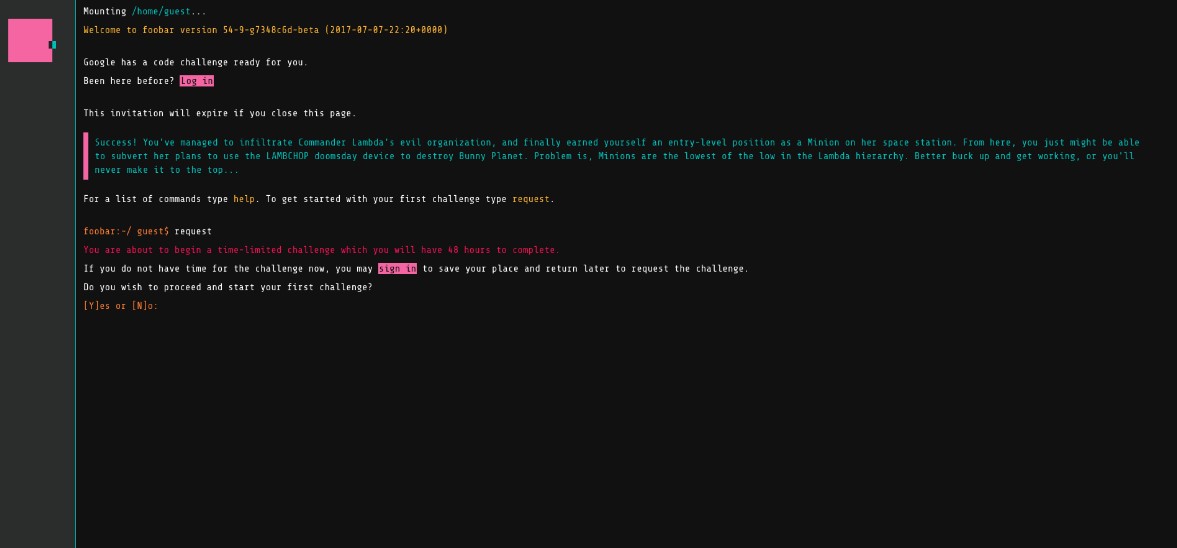 Mounting /home/guest...
Welcome to foobar version 54-9-g7348c6d-beta (2017-07-07-22:20+0000)
Google has a code challenge ready for you.
Been here before? Log in
This invitation will expire if you close this page.
Success! You've managed to infiltrate Commander Lambda's evil organization, and finally earned yourself an entry-level position as a Minion on her space station. From here, you just might be able
to subvert her plans to use the LAMBCHOP doomsday device to destroy Bunny Planet. Problem is, Minions are the lowest of the low in the Lambda hierarchy. Better buck up and get working, or you'll
never make it to the top...
For a list of commands type help. To get started with your first challenge type request.
foobar:~/ guest$ request
You are about to begin a time-limited challenge which you will have 48 hours to complete.
If you do not have time for the challenge now, you may sign in to save your place and return later to request the challenge.
Do you wish to proceed and start your first challenge?
[Y]es or [N]o: